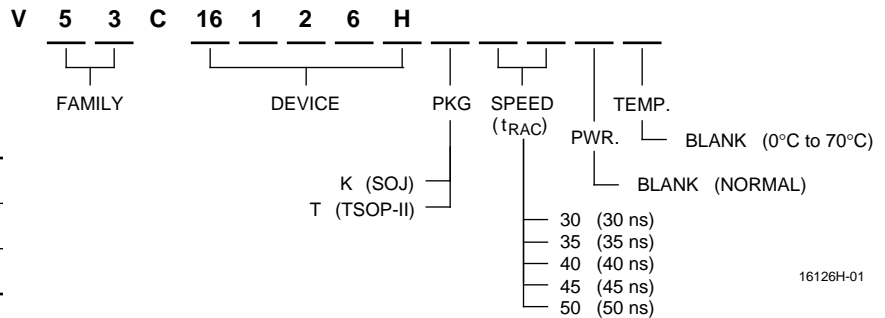 V 5 3 C 16 1 2 6 H
FAMILY DEVICE PKG SPEED TEMP.
(tRAC) PWR.
BLANK (0°C to 70°C)
K (SOJ) BLANK (NORMAL)
T (TSOP-II)
30 (30 ns)
35 (35 ns)
40 (40 ns)
45 (45 ns)
50 (50 ns)
16126H-01